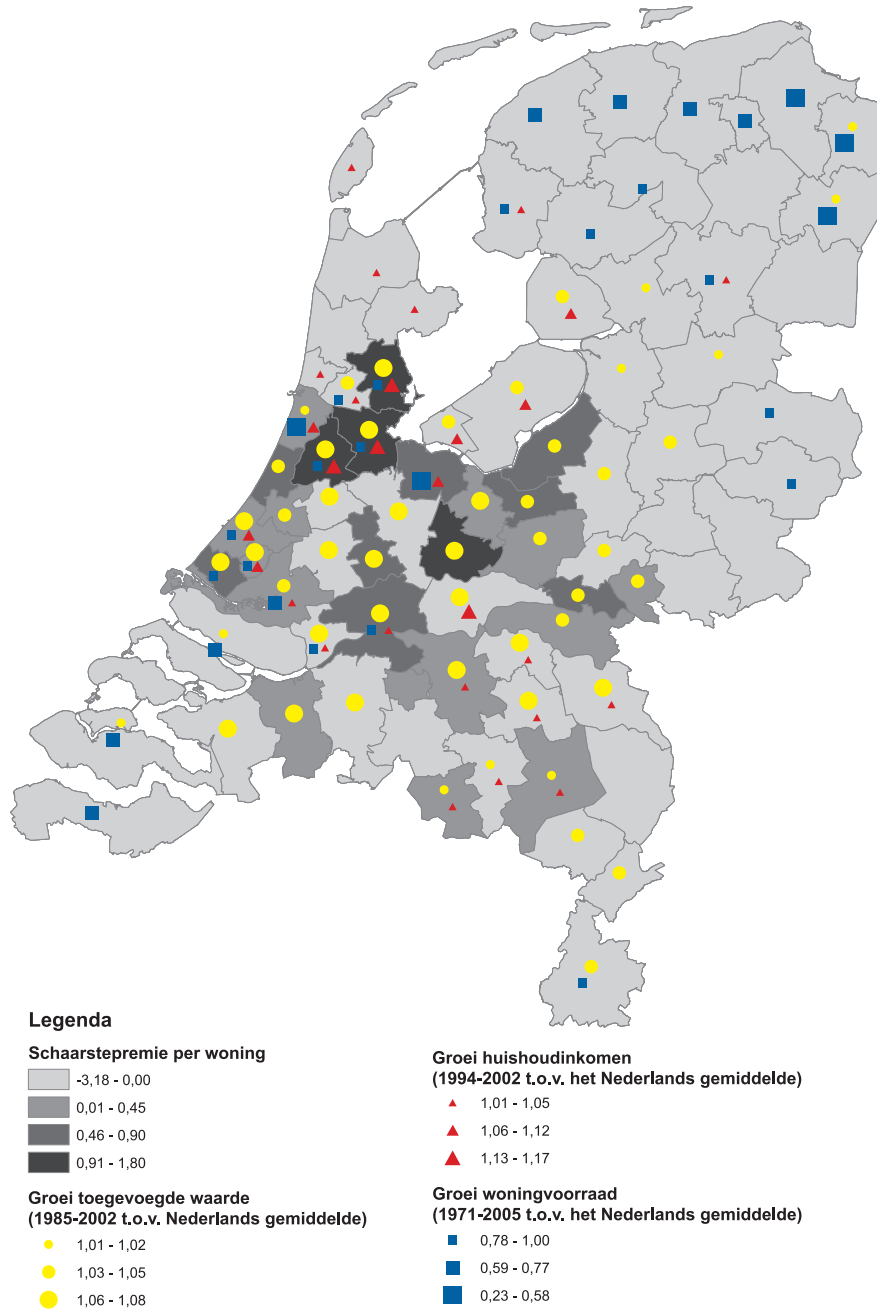 Legenda
Schaarstepremie per woning
-3,18 - 0,00
0,01 - 0,45
0,46 - 0,90
0,91 - 1,80
Groei toegevoegde waarde
(1985-2002 t.o.v. Nederlands gemiddelde)
1,01 - 1,02
1,03 - 1,05
1,06 - 1,08
Groei huishoudinkomen
(1994-2002 t.o.v. het Nederlands gemiddelde)
1,01 - 1,05
1,06 - 1,12
1,13 - 1,17
Groei woningvoorraad
(1971-2005 t.o.v. het Nederlands gemiddelde)
0,78 - 1,00
0,59 - 0,77
0,23 - 0,58